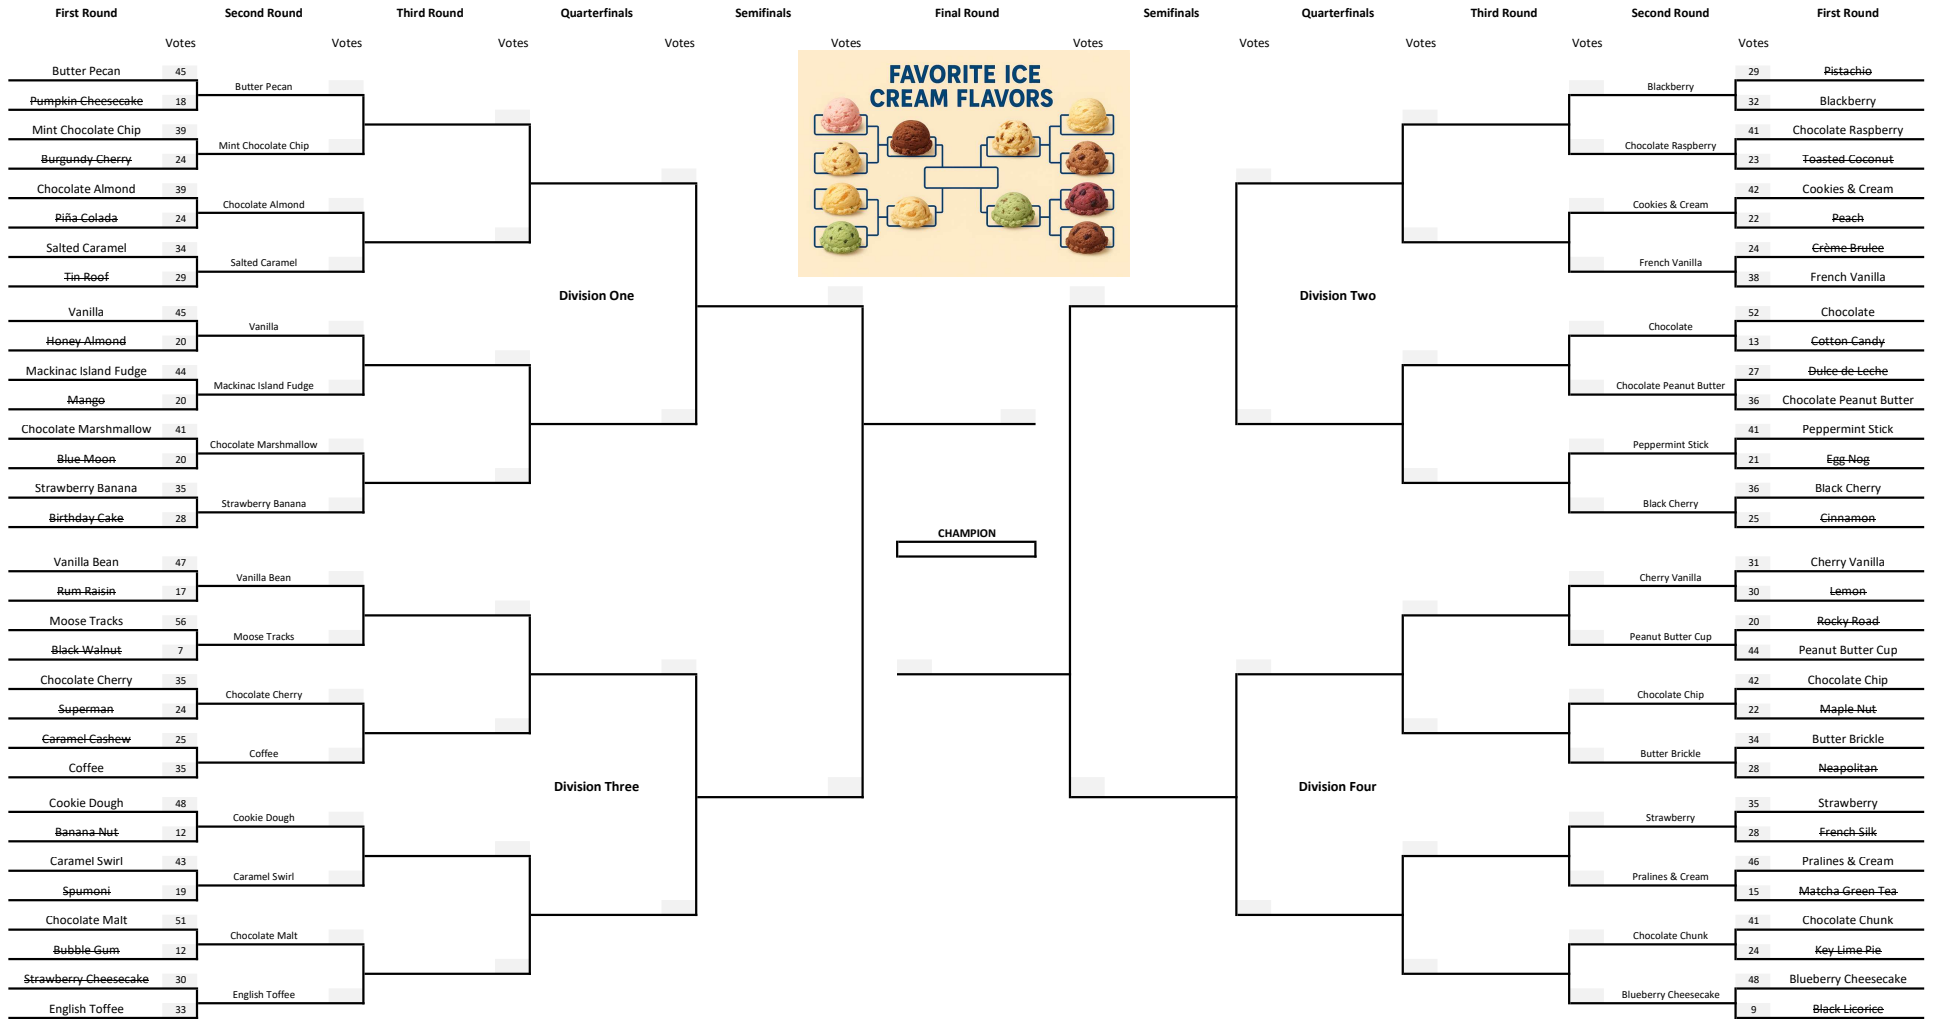 First Round Second Round Third Round Quarterfinals Semifinals Final Round Semifinals Quarterfinals Third Round Second Round First Round
Votes Votes Votes Votes Votes Votes Votes Votes Votes Votes
FAVORITE ICE
CREAM FLAVORS
Butter Pecan 45
Pumpkin Cheesecake 18
Mint Chocolate Chip 39
Burgundy Cherry 24
Chocolate Almond 39
Piña Colada 24
Salted Caramel 34
Tin Roof 29
Vanilla 45
Honey Almond 20
Mackinac Island Fudge 44
Mango 20
Chocolate Marshmallow 41
Blue Moon 20
Strawberry Banana 35
Birthday Cake 28
Vanilla Bean 47
Rum Raisin 17
Moose Tracks 56
Black Walnut 7
Chocolate Cherry 35
Superman 24
Caramel Cashew 25
Coffee 35
Cookie Dough 48
Banana Nut 12
Caramel Swirl 43
Spumoni 19
Chocolate Malt 51
Bubble Gum 12
Strawberry Cheesecake 30
English Toffee 33
Butter Pecan
Mint Chocolate Chip
Chocolate Almond
Salted Caramel
Vanilla
Mackinac Island Fudge
Chocolate Marshmallow
Strawberry Banana
Vanilla Bean
Moose Tracks
Chocolate Cherry
Coffee
Cookie Dough
Caramel Swirl
Chocolate Malt
English Toffee
Division One
Division Three
CHAMPION
Division Two
Division Four
Blackberry
Chocolate Raspberry
Cookies & Cream
French Vanilla
Chocolate
Chocolate Peanut Butter
Peppermint Stick
Black Cherry
Cherry Vanilla
Peanut Butter Cup
Chocolate Chip
Butter Brickle
Strawberry
Pralines & Cream
Chocolate Chunk
Blueberry Cheesecake
29 Pistachio
32 Blackberry
41 Chocolate Raspberry
23 Toasted Coconut
42 Cookies & Cream
22 Peach
24 Crème Brulee
38 French Vanilla
52 Chocolate
13 Cotton Candy
27 Dulce de Leche
36 Chocolate Peanut Butter
41 Peppermint Stick
21 Egg Nog
36 Black Cherry
25 Cinnamon
31 Cherry Vanilla
30 Lemon
20 Rocky Road
44 Peanut Butter Cup
42 Chocolate Chip
22 Maple Nut
34 Butter Brickle
28 Neapolitan
35 Strawberry
28 French Silk
46 Pralines & Cream
15 Matcha Green Tea
41 Chocolate Chunk
24 Key Lime Pie
48 Blueberry Cheesecake
9 Black Licorice